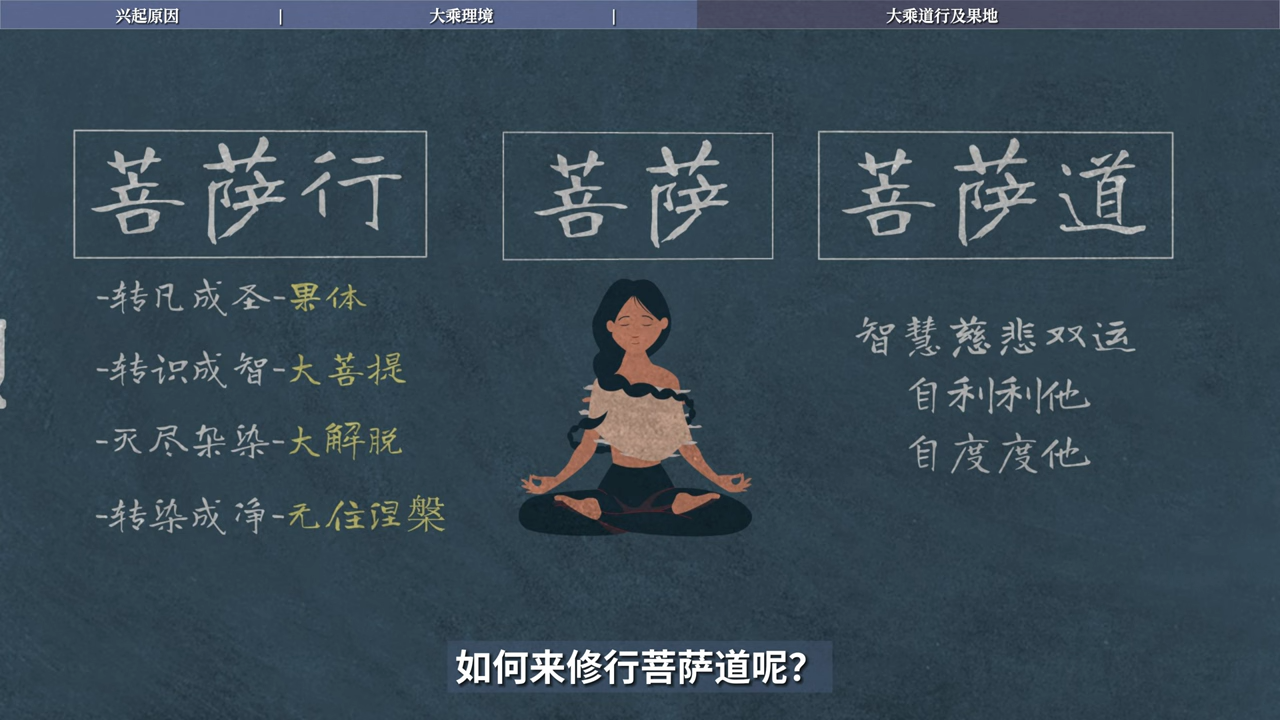 兴起原因 | 大乘理境 | 大乘道行及果地
菩萨行
菩萨
菩萨道
-转凡成圣-果体
-转识成智-大菩提
-灭尽杂染-大解脱
-转染成净-无住涅槃
智慧慈悲双运
自利利他
自度度他
如何来修行菩萨道呢？